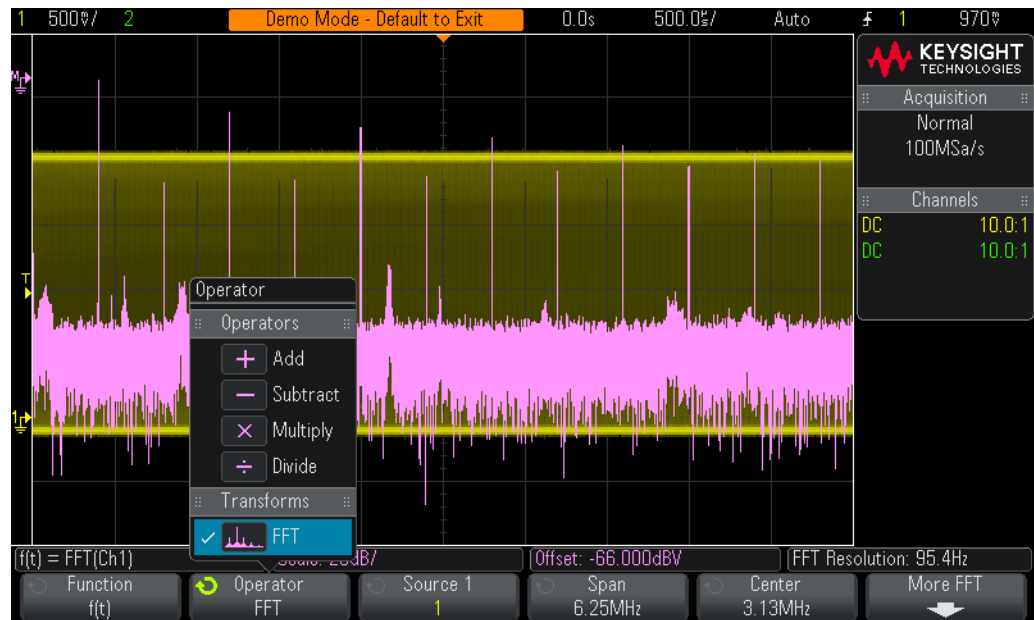 1 500mV/ 2 Demo Mode - Default to Exit 0.0s 500.0us/ Auto 1 970mV
KEYSIGHT
TECHNOLOGIES
Acquisition
Normal
100MSa/s
Channels
DC 10.0:1
DC 10.0:1
M
T
1
Operator
Operators
+ Add
− Subtract
× Multiply
÷ Divide
Transforms
FFT
f(t) = FFT(Ch1)
dB/
Offset: -66.000dBV
FFT Resolution: 95.4Hz
Function
f(t)
Operator
FFT
Source 1
1
Span
6.25MHz
Center
3.13MHz
More FFT